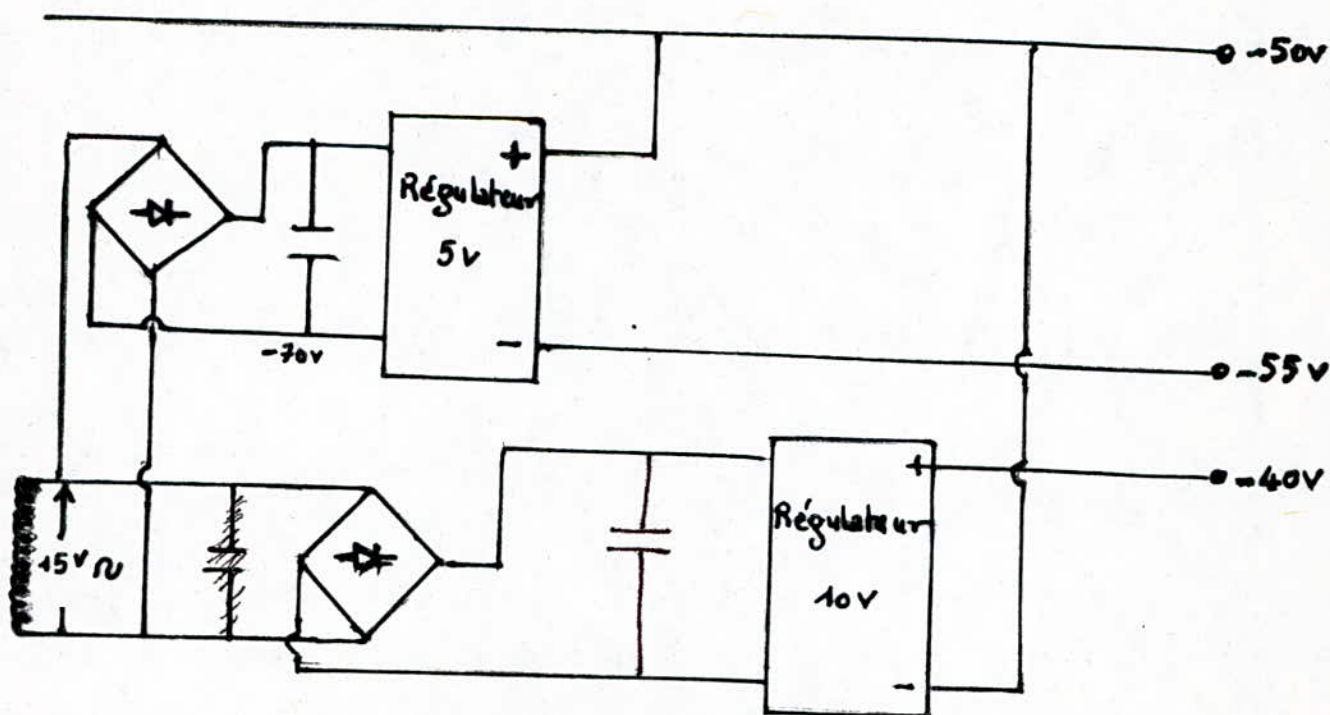 -50v
+
Régulateur
5v
-
-70v
-55v
+
-40v
15v ~
Régulateur
10v
-